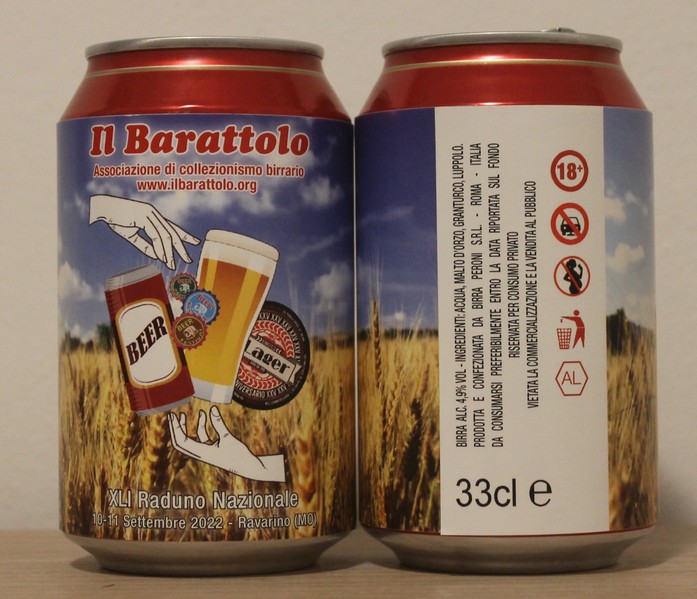 Il Barattolo
Associazione di collezionismo birrario
www.ilbarattolo.org
BEER
Lager
XLI Raduno Nazionale
10-11 Settembre 2022 - Ravarino (MO)
BIRRA ALC. 4,9% VOL - INGREDIENTI: ACQUA, MALTO D'ORZO, GRANTURCO, LUPPOLO.
PRODOTTA E CONFEZIONATA DA BIRRA PERONI S.R.L. - ROMA - ITALIA
DA CONSUMARSI PREFERIBILMENTE ENTRO LA DATA RIPORTATA SUL FONDO
RISERVATA PER CONSUMO PRIVATO
VIETATA LA COMMERCIALIZZAZIONE E LA VENDITA AL PUBBLICO
18+
AL
33cl e